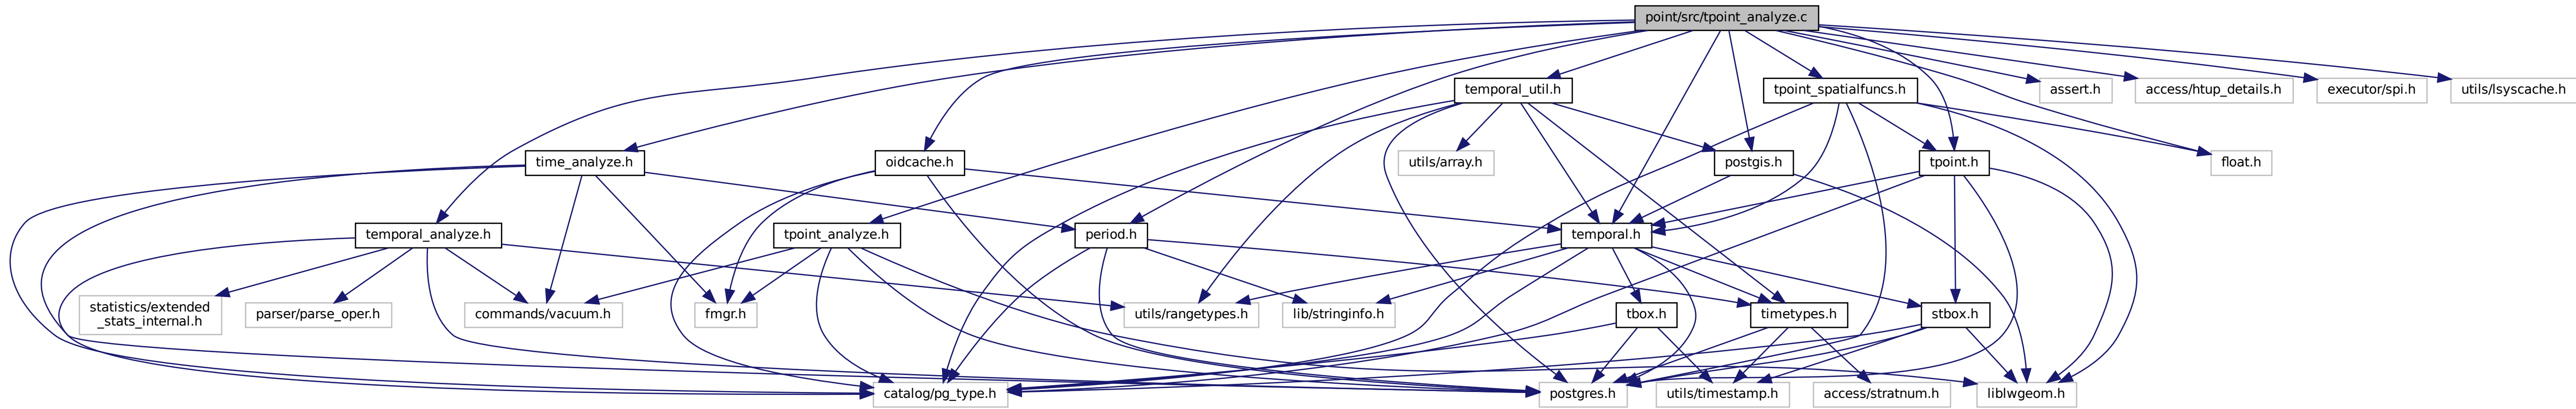 point/src/tpoint_analyze.c
temporal_util.h
tpoint_spatialfuncs.h
assert.h
access/htup_details.h
executor/spi.h
utils/lsyscache.h
time_analyze.h
oidcache.h
utils/array.h
postgis.h
tpoint.h
float.h
temporal_analyze.h
tpoint_analyze.h
period.h
temporal.h
statistics/extended
_stats_internal.h
parser/parse_oper.h
commands/vacuum.h
fmgr.h
utils/rangetypes.h
lib/stringinfo.h
tbox.h
timetypes.h
stbox.h
catalog/pg_type.h
postgres.h
utils/timestamp.h
access/stratnum.h
liblwgeom.h